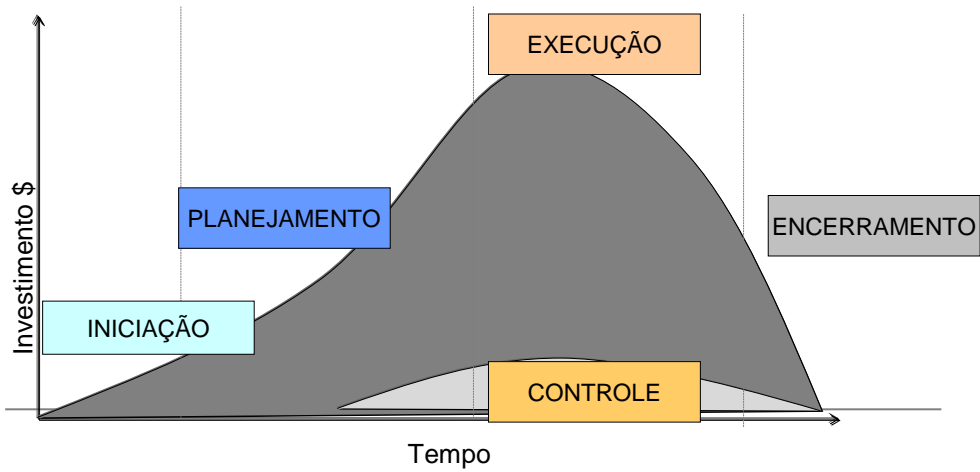 EXECUÇÃO
PLANEJAMENTO
ENCERRAMENTO
INICIAÇÃO
CONTROLE
Investimento $
Tempo